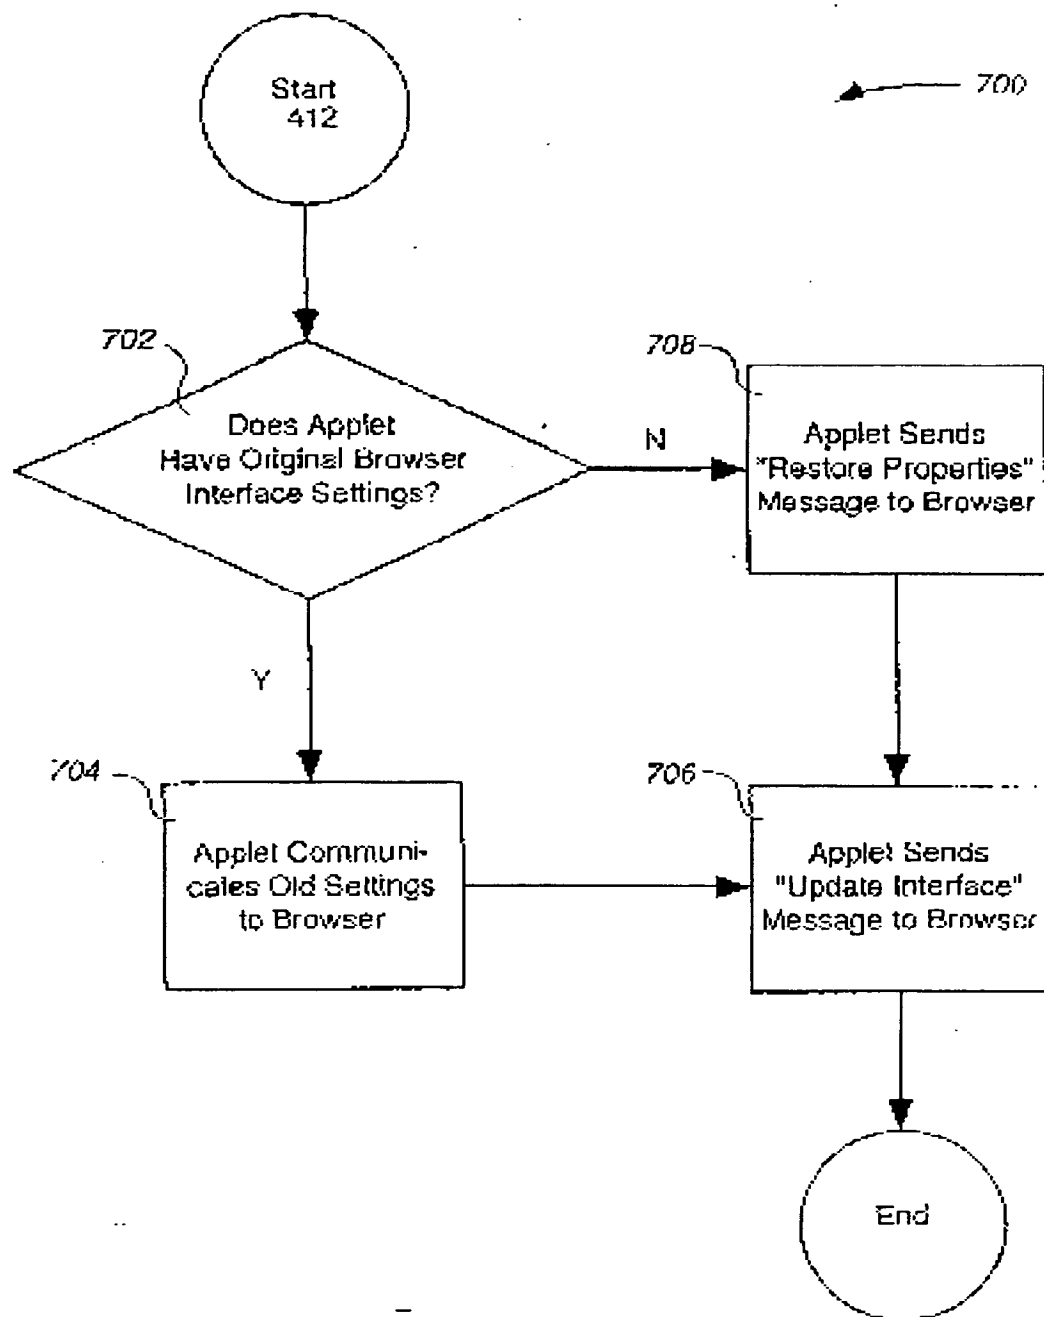 Start
412
700
702
Does Applet
Have Original Browser
Interface Settings?
N
708
Applet Sends
"Restore Properties"
Message to Browser
Y
704
Applet Communi-
cates Old Settings
to Browser
706
Applet Sends
"Update Interface"
Message to Browser
End